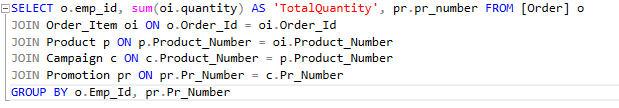 SELECT o.emp_id, sum(oi.quantity) AS 'TotalQuantity', pr.pr_number FROM [Order] o
JOIN Order_Item oi ON o.Order_Id = oi.Order_Id
JOIN Product p ON p.Product_Number = oi.Product_Number
JOIN Campaign c ON c.Product_Number = p.Product_Number
JOIN Promotion pr ON pr.Pr_Number = c.Pr_Number
GROUP BY o.Emp_Id, pr.Pr_Number